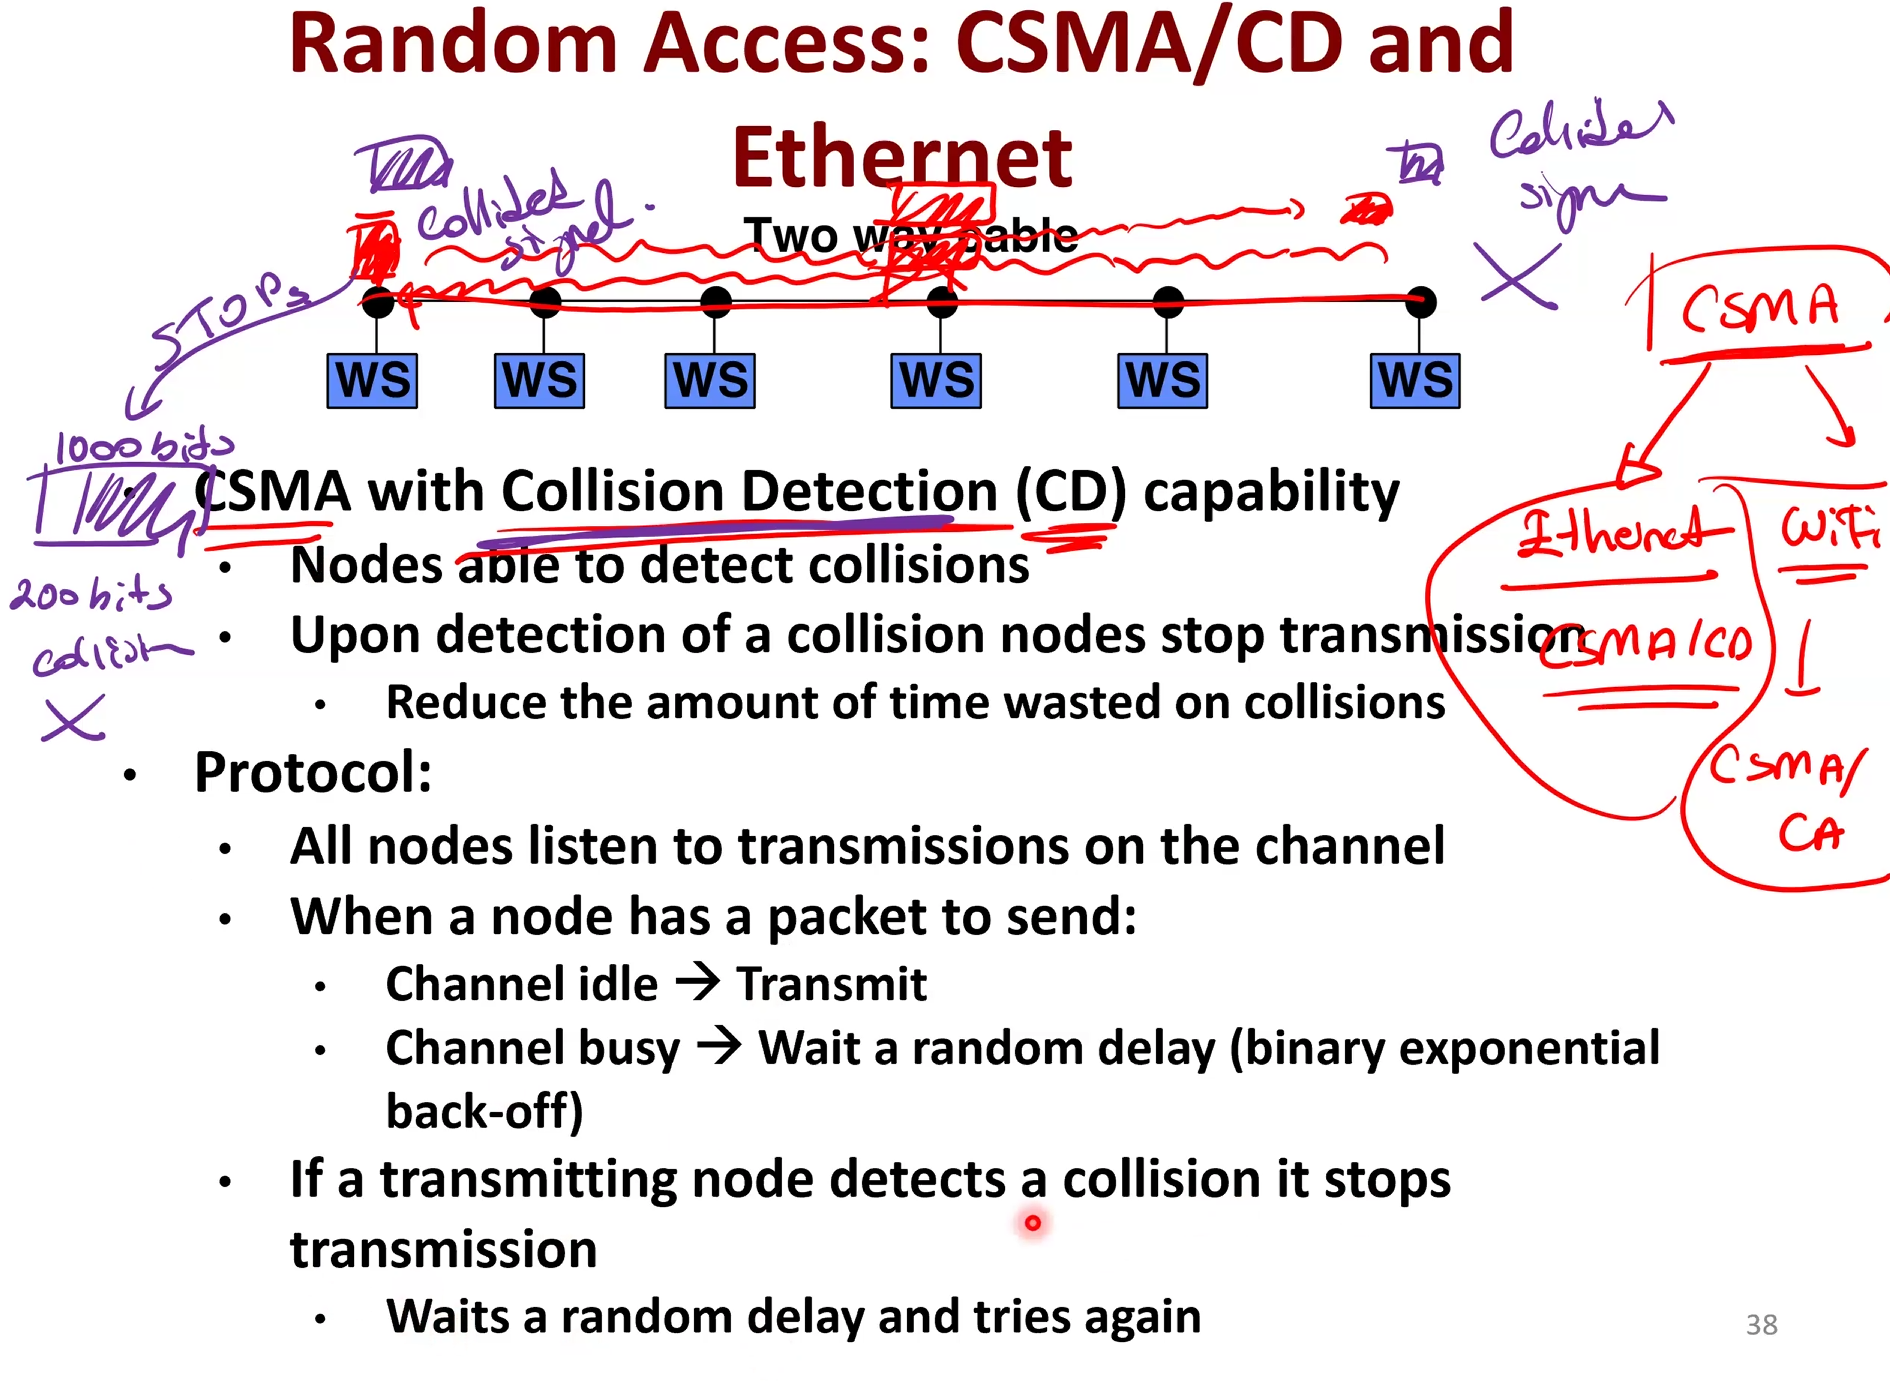 Random Access: CSMA/CD and
Ethernet
Collides
signal.
Collides
Two way cable
STOPs
CSMA
WS WS WS WS WS WS
1000 bits
• CSMA with Collision Detection (CD) capability
Ethernet
WiFi
• Nodes able to detect collisions
200 bits
• Upon detection of a collision nodes stop transmission
CSMA/CD
• Reduce the amount of time wasted on collisions
• Protocol:
CSMA/
CA
• All nodes listen to transmissions on the channel
• When a node has a packet to send:
• Channel idle → Transmit
• Channel busy → Wait a random delay (binary exponential
back-off)
• If a transmitting node detects a collision it stops
transmission
• Waits a random delay and tries again
38